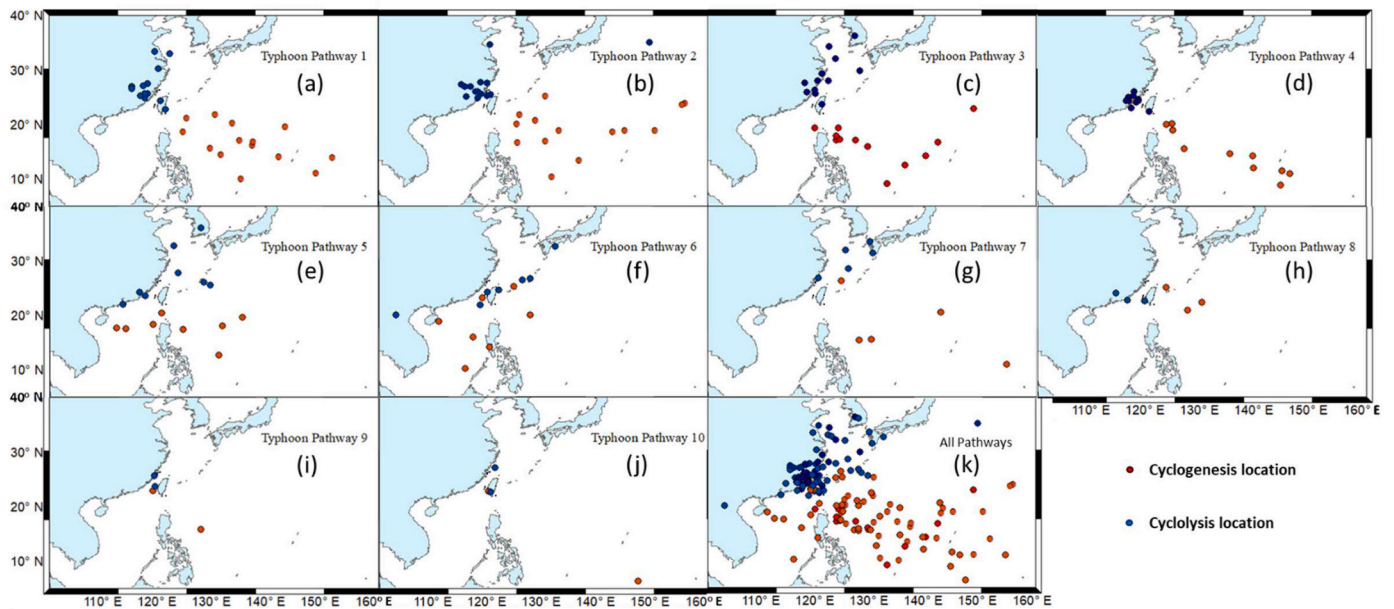 40° N
Typhoon Pathway 1
Typhoon Pathway 2
Typhoon Pathway 3
Typhoon Pathway 4
30° N
(a)
(b)
(c)
(d)
20° N
10° N
40° N
Typhoon Pathway 5
Typhoon Pathway 6
Typhoon Pathway 7
Typhoon Pathway 8
30° N
(e)
(f)
(g)
(h)
20° N
10° N
110° E 120° E 130° E 140° E 150° E 160° E
40° N
Typhoon Pathway 9
Typhoon Pathway 10
All Pathways
30° N
(i)
(j)
(k)
Cyclogenesis location
20° N
Cyclolysis location
10° N
110° E 120° E 130° E 140° E 150° E 160° E 110° E 120° E 130° E 140° E 150° E 160° E 110° E 120° E 130° E 140° E 150° E 160° E